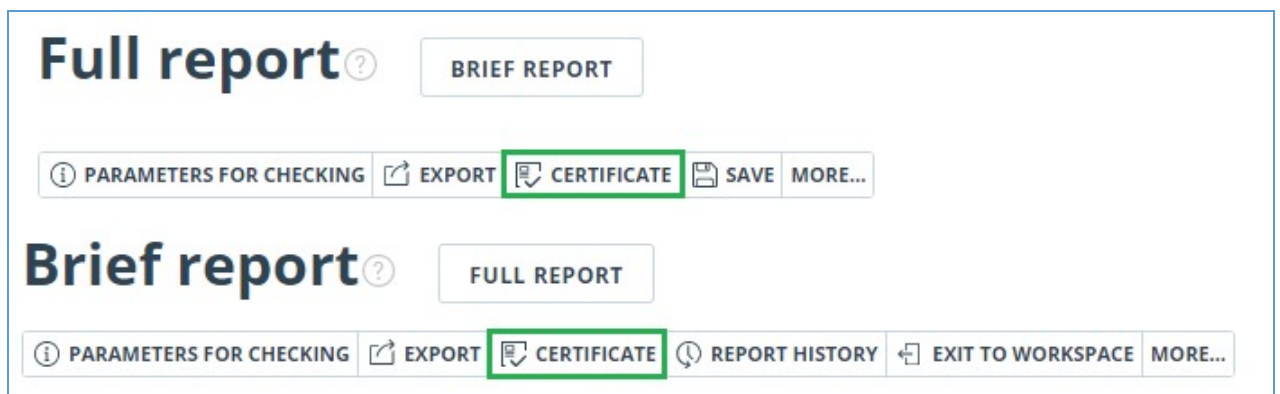 Full report ? BRIEF REPORT
PARAMETERS FOR CHECKING EXPORT CERTIFICATE SAVE MORE...
Brief report ? FULL REPORT
PARAMETERS FOR CHECKING EXPORT CERTIFICATE REPORT HISTORY EXIT TO WORKSPACE MORE...